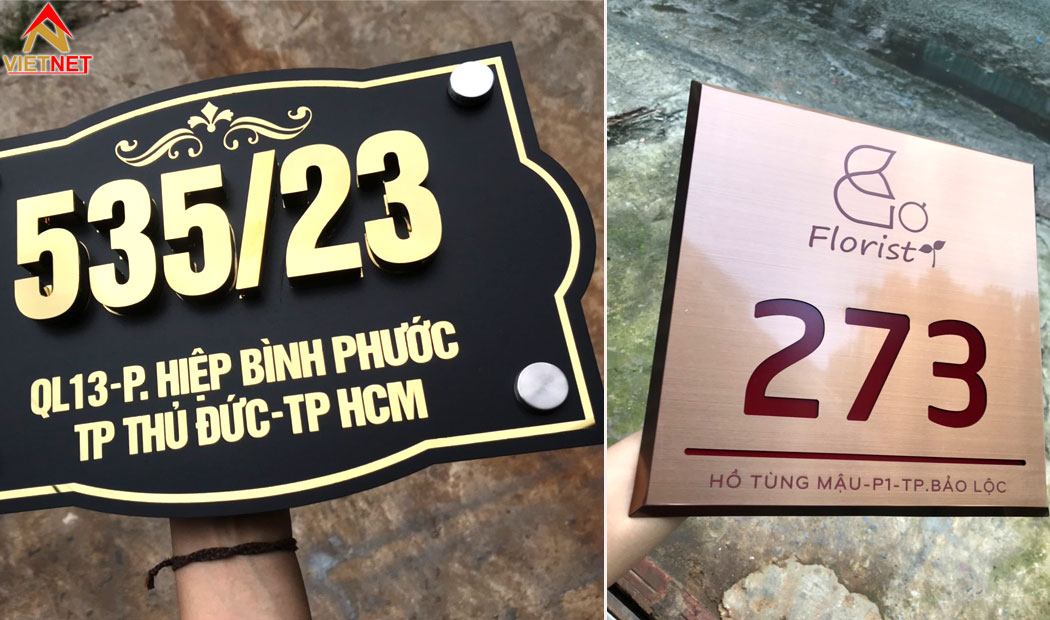 VIETNET
535/23
QL13-P. HIỆP BÌNH PHƯỚC
TP THỦ ĐỨC-TP HCM
Gơ
Florist
273
HỒ TÙNG MẬU-P1-TP.BẢO LỘC